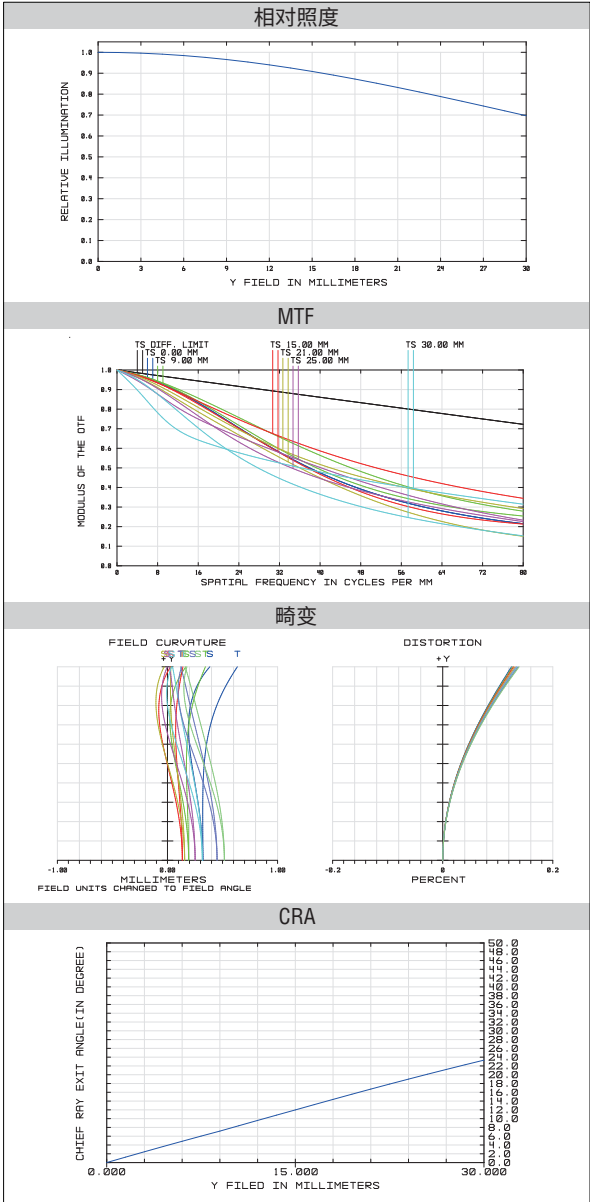 相对照度
1.0
0.9
0.8
0.7
0.6
0.5
0.4
0.3
0.2
0.1
0.0
RELATIVE ILLUMINATION
0 3 6 9 12 15 18 21 24 27 30
Y FIELD IN MILLIMETERS
MTF
TS DIFF. LIMIT TS 15.00 MM TS 30.00 MM
TS 0.00 MM TS 21.00 MM
TS 9.00 MM TS 25.00 MM
1.0
0.9
0.8
0.7
0.6
0.5
0.4
0.3
0.2
0.1
0.0
MODULUS OF THE OTF
0 8 16 24 32 40 48 56 64 72 80
SPATIAL FREQUENCY IN CYCLES PER MM
畸变
FIELD CURVATURE DISTORTION
+Y +Y
-1.00 0.00 1.00 -0.2 0 0.2
MILLIMETERS PERCENT
FIELD UNITS CHANGED TO FIELD ANGLE
CRA
50.0
48.0
46.0
44.0
42.0
40.0
38.0
36.0
34.0
32.0
30.0
28.0
26.0
24.0
22.0
20.0
18.0
16.0
14.0
12.0
10.0
8.0
6.0
4.0
2.0
0.0
CHIEF RAY EXIT ANGLE(IN DEGREE)
0.000 15.000 30.000
Y FILED IN MILLIMETERS